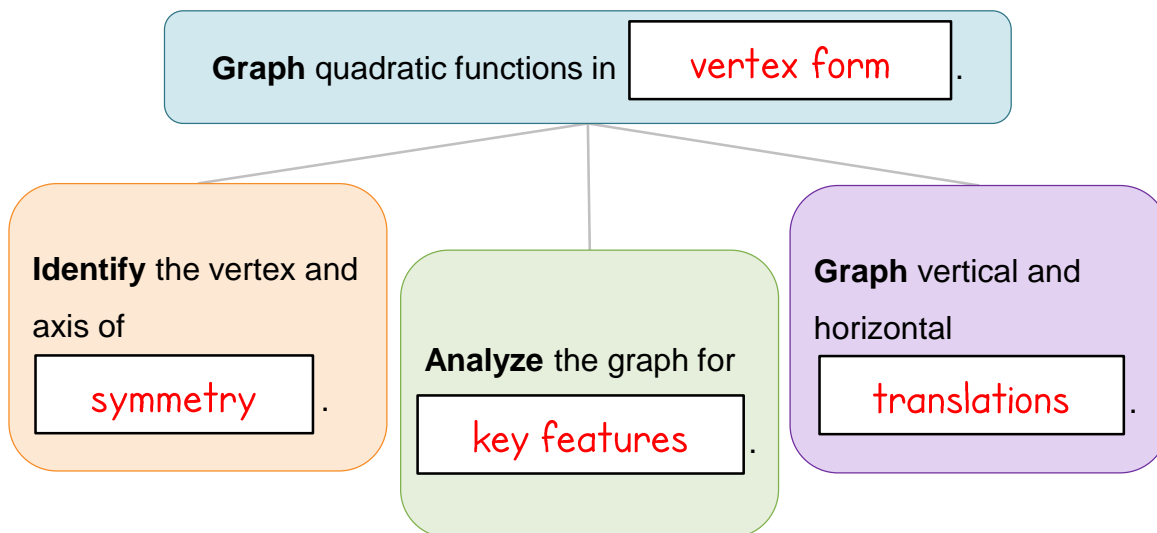 Graph quadratic functions in vertex form.
Identify the vertex and
axis of
symmetry.
Analyze the graph for
key features.
Graph vertical and
horizontal
translations.